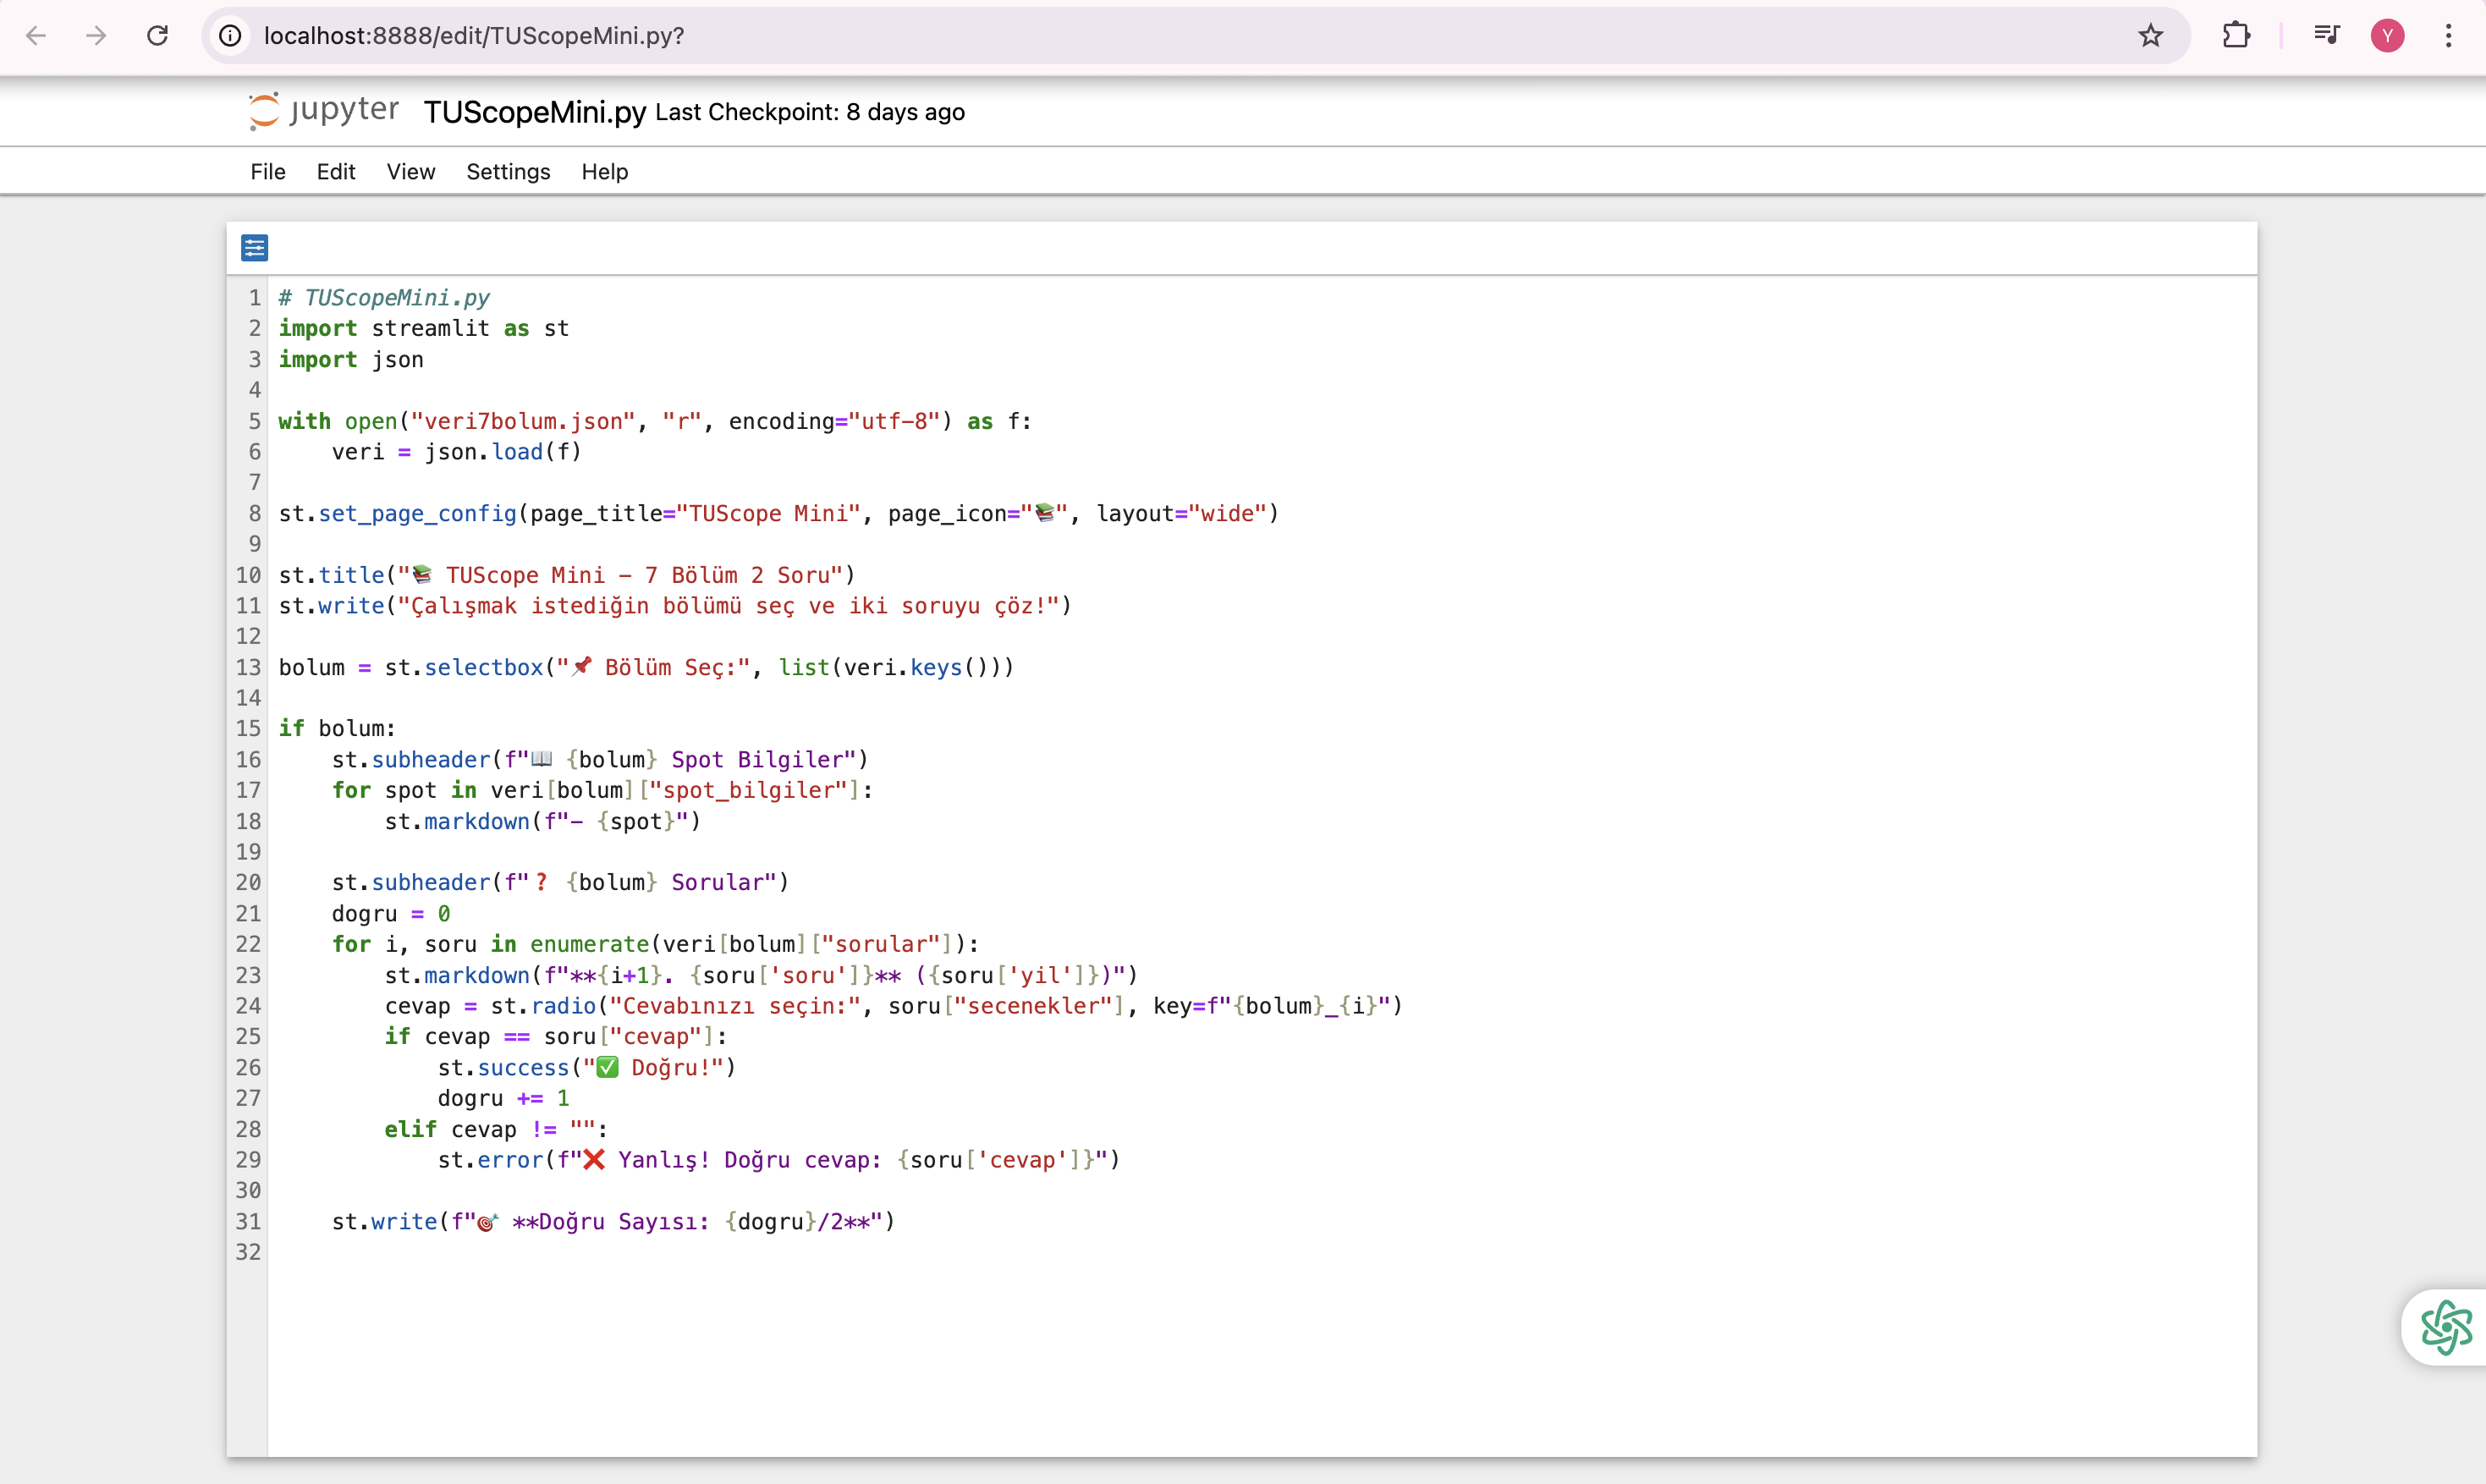 localhost:8888/edit/TUScopeMini.py?
Y
jupyter TUScopeMini.py Last Checkpoint: 8 days ago
File Edit View Settings Help
1 # TUScopeMini.py
2 import streamlit as st
3 import json
4
5 with open("veri7bolum.json", "r", encoding="utf-8") as f:
6     veri = json.load(f)
7
8 st.set_page_config(page_title="TUScope Mini", page_icon="📚", layout="wide")
9
10 st.title("📚 TUScope Mini – 7 Bölüm 2 Soru")
11 st.write("Çalışmak istediğin bölümü seç ve iki soruyu çöz!")
12
13 bolum = st.selectbox("📌 Bölüm Seç:", list(veri.keys()))
14
15 if bolum:
16     st.subheader(f"📖 {bolum} Spot Bilgiler")
17     for spot in veri[bolum]["spot_bilgiler"]:
18         st.markdown(f"- {spot}")
19
20     st.subheader(f"❓ {bolum} Sorular")
21     dogru = 0
22     for i, soru in enumerate(veri[bolum]["sorular"]):
23         st.markdown(f"**{i+1}. {soru['soru']}** ({soru['yil']})")
24         cevap = st.radio("Cevabınızı seçin:", soru["secenekler"], key=f"{bolum}_{i}")
25         if cevap == soru["cevap"]:
26             st.success("✅ Doğru!")
27             dogru += 1
28         elif cevap != "":
29             st.error(f"❌ Yanlış! Doğru cevap: {soru['cevap']}")
30
31     st.write(f"🎯 **Doğru Sayısı: {dogru}/2**")
32